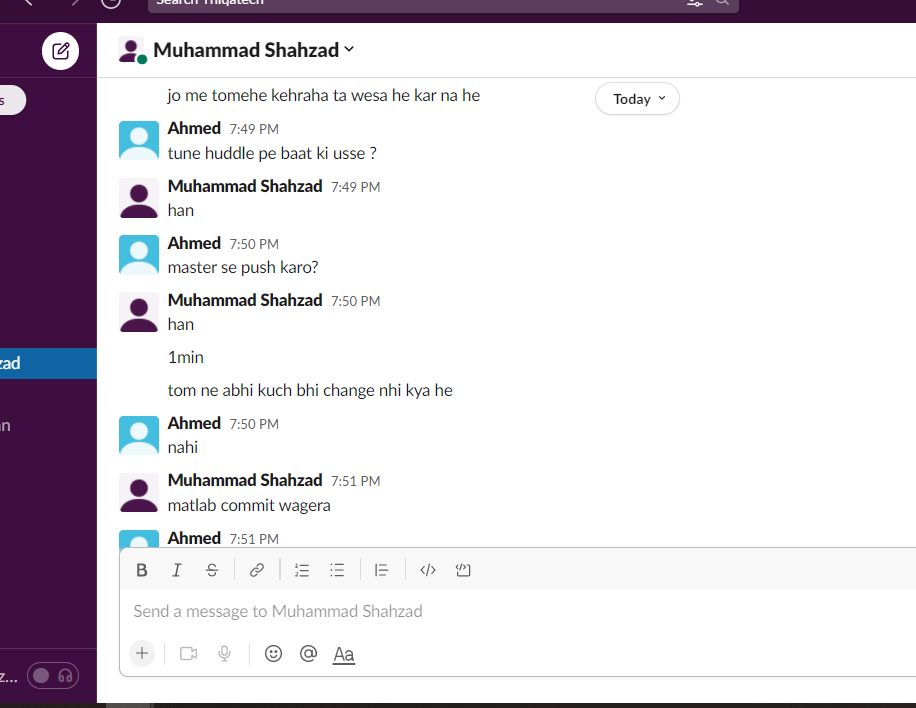 Search Thiqatech
Muhammad Shahzad
jo me tomehe kehraha ta wesa he kar na he
Today
Ahmed 7:49 PM
tune huddle pe baat ki usse ?
Muhammad Shahzad 7:49 PM
han
Ahmed 7:50 PM
master se push karo?
Muhammad Shahzad 7:50 PM
han
1min
tom ne abhi kuch bhi change nhi kya he
Ahmed 7:50 PM
nahi
Muhammad Shahzad 7:51 PM
matlab commit wagera
Ahmed 7:51 PM
Send a message to Muhammad Shahzad
Aa
s
zad
n
z...